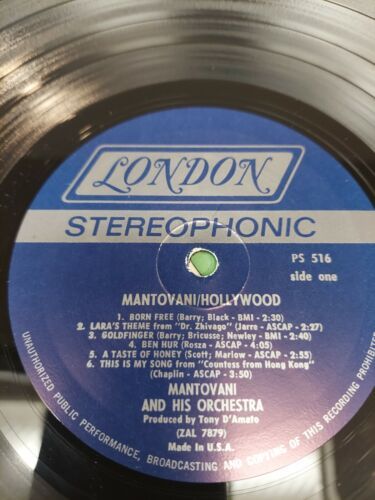 LONDON
STEREOPHONIC
PS 516
side one
MANTOVANI/HOLLYWOOD
1. BORN FREE (Barry; Black - BMI - 2:30)
2. LARA'S THEME from "Dr. Zhivago" (Jarre - ASCAP - 2:27)
3. GOLDFINGER (Barry; Bricusse; Newley - BMI - 2:40)
4. BEN HUR (Rosza - ASCAP - 4:05)
5. A TASTE OF HONEY (Scott; Marlow - ASCAP - 2:55)
6. THIS IS MY SONG from "Countess from Hong Kong"
(Chaplin - ASCAP - 3:50)
MANTOVANI
AND HIS ORCHESTRA
Produced by Tony D'Amato
(ZAL 7879)
Made in U.S.A.
UNAUTHORIZED PUBLIC PERFORMANCE, BROADCASTING AND COPYING OF THIS RECORDING PROHIBITED